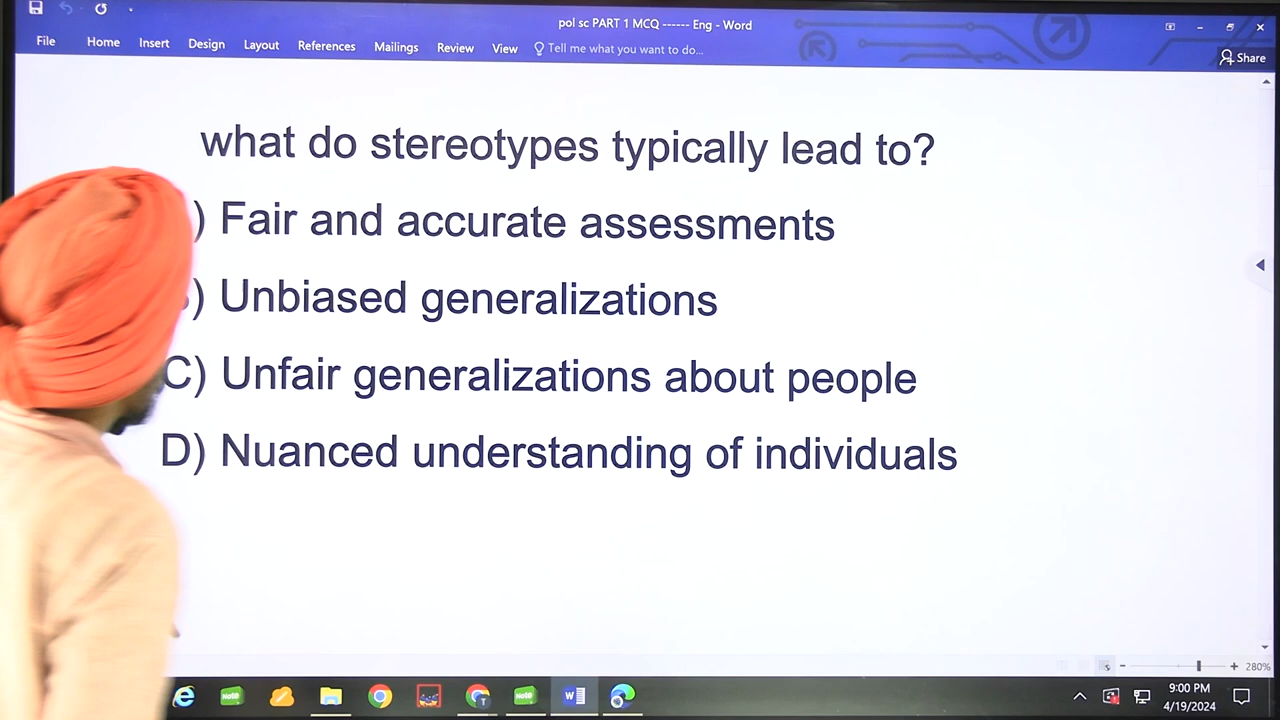 pol sc PART 1 MCQ ------ Eng - Word
File Home Insert Design Layout References Mailings Review View Tell me what you want to do... Share
what do stereotypes typically lead to?
) Fair and accurate assessments
) Unbiased generalizations
C) Unfair generalizations about people
D) Nuanced understanding of individuals
280%
Note Note
T
9:00 PM
4/19/2024